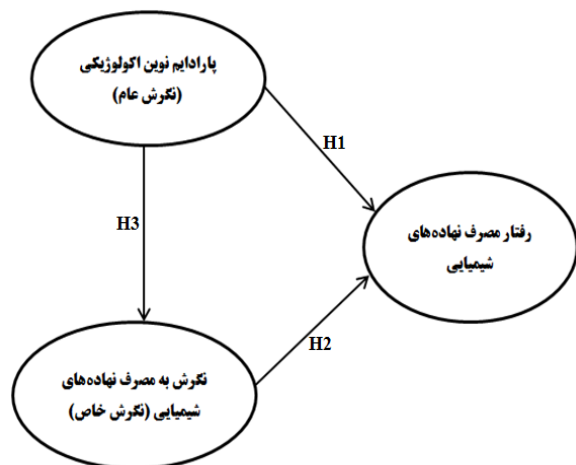 پارادایم نوین اکولوژیکی
(نگرش عام)
H1
H3
رفتار مصرف نهاده‌های
شیمیایی
H2
نگرش به مصرف نهاده‌های
شیمیایی (نگرش خاص)